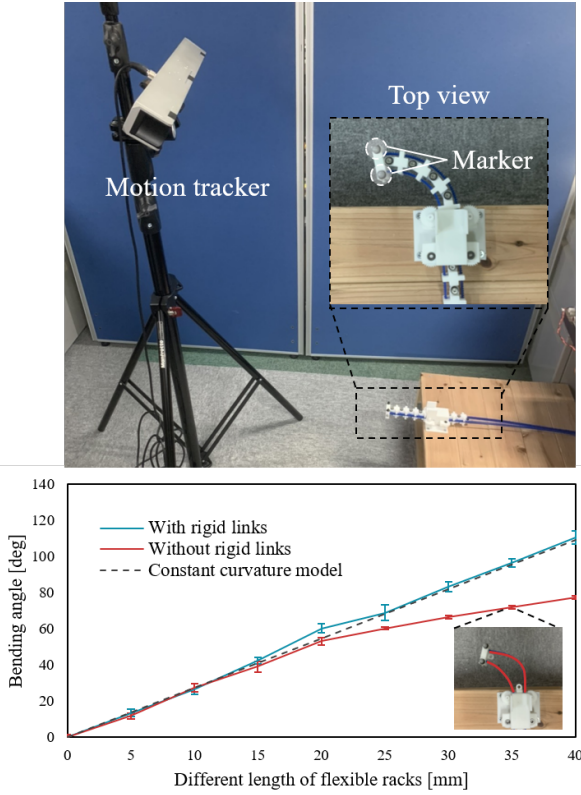 Top view
Marker
Motion tracker
140
120
100
80
60
40
20
0
Bending angle [deg]
With rigid links
Without rigid links
Constant curvature model
0 5 10 15 20 25 30 35 40
Different length of flexible racks [mm]